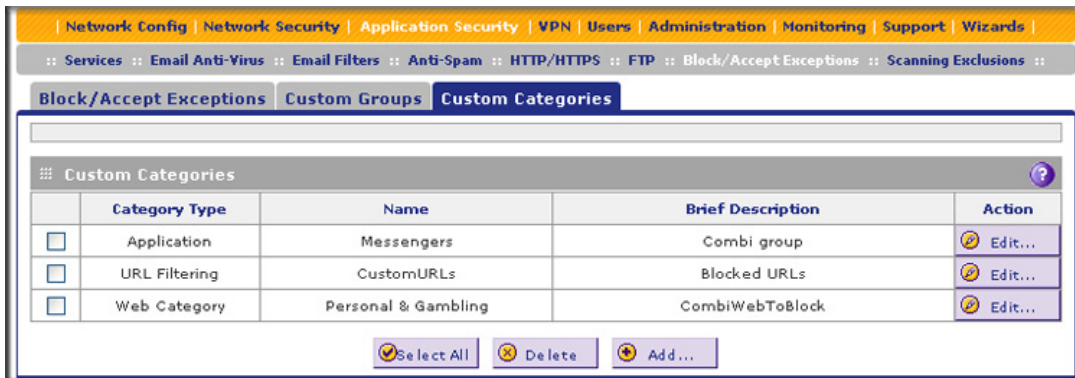 | Network Config | Network Security | Application Security | VPN | Users | Administration | Monitoring | Support | Wizards |
:: Services :: Email Anti-Virus :: Email Filters :: Anti-Spam :: HTTP/HTTPS :: FTP :: Block/Accept Exceptions :: Scanning Exclusions ::
Block/Accept Exceptions Custom Groups Custom Categories
Custom Categories ?
Category Type Name Brief Description Action
Application Messengers Combi group Edit...
URL Filtering CustomURLs Blocked URLs Edit...
Web Category Personal & Gambling CombiWebToBlock Edit...
Select All Delete Add...